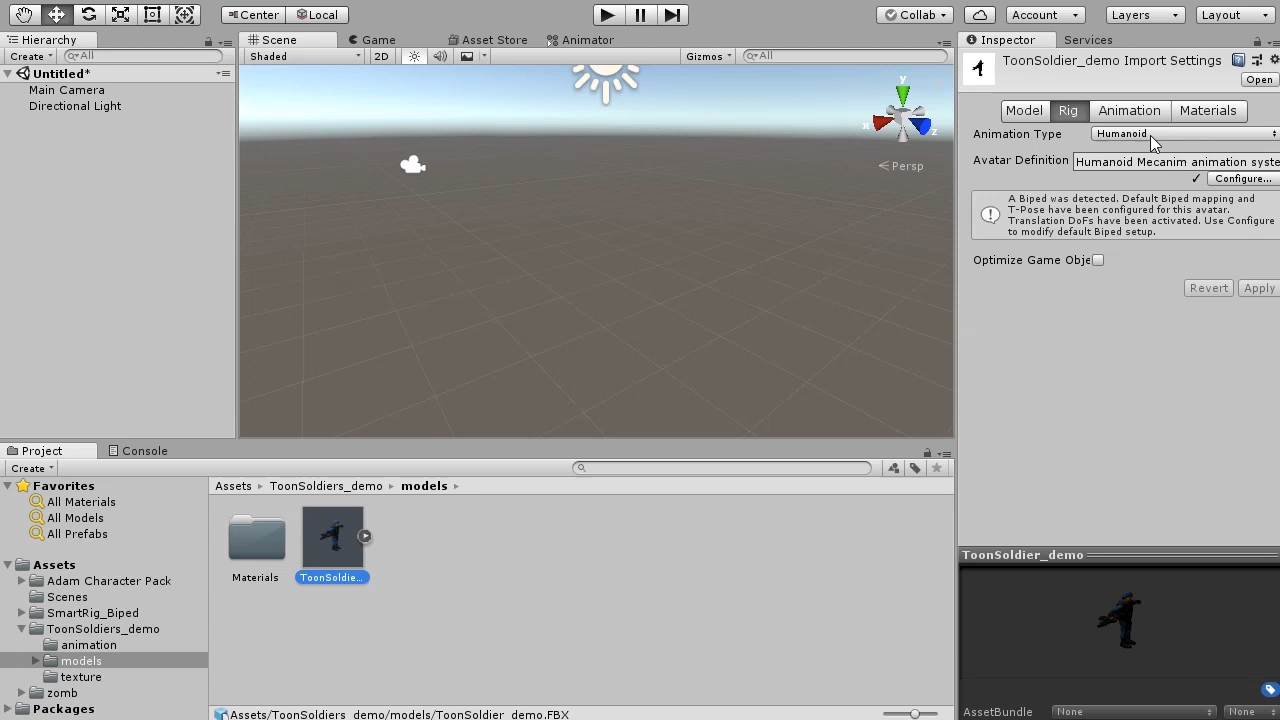 Center Local Collab Account Layers Layout
Hierarchy
Create All
Untitled*
Main Camera
Directional Light
Scene Game Asset Store Animator
Shaded 2D Gizmos All
y
x
z
Persp
Inspector Services
ToonSoldier_demo Import Settings
Open
Model Rig Animation Materials
Animation Type Humanoid
Avatar Definition Humanoid Mecanim animation syste
Configure...
A Biped was detected. Default Biped mapping and
T-Pose have been configured for this avatar.
Translation DoFs have been activated. Use Configure
to modify default Biped setup.
Optimize Game Obje
Revert Apply
Project Console
Create
Favorites
All Materials
All Models
All Prefabs
Assets
Adam Character Pack
Scenes
SmartRig_Biped
ToonSoldiers_demo
animation
models
texture
zomb
Packages
Assets ToonSoldiers_demo models
Materials ToonSoldie...
Assets/ToonSoldiers_demo/models/ToonSoldier_demo.FBX
ToonSoldier_demo
AssetBundle None None